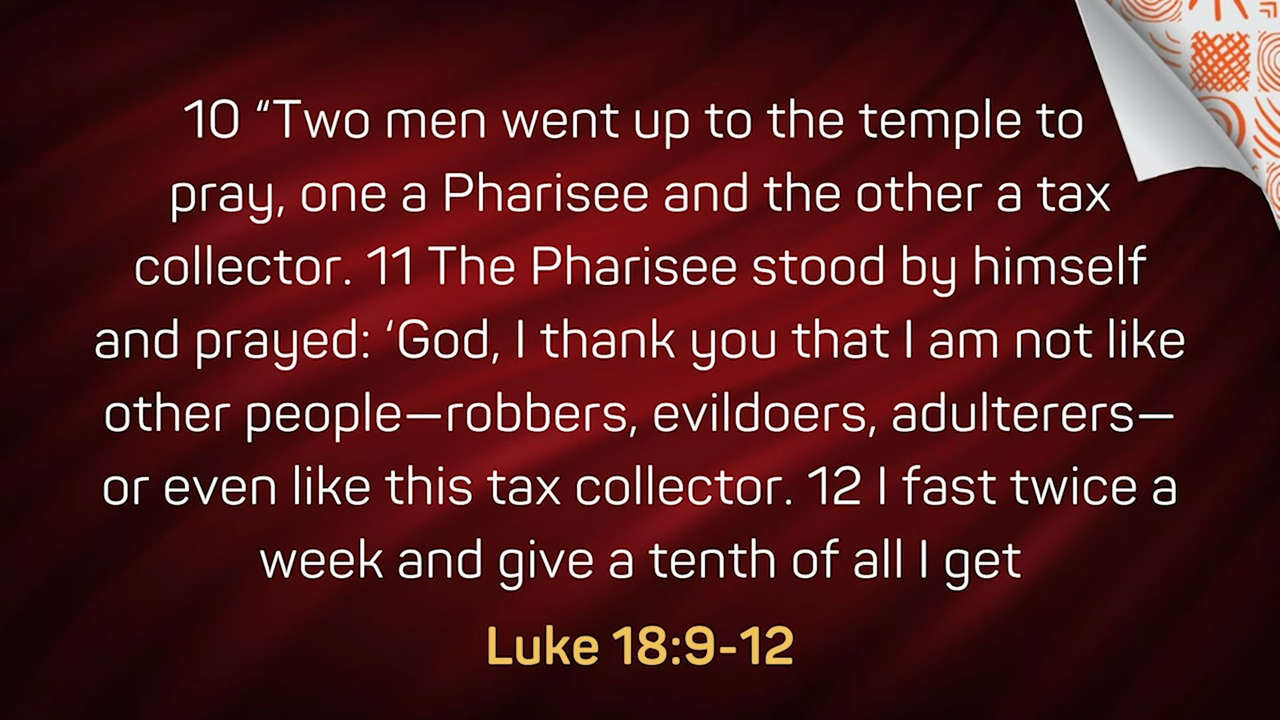 10 “Two men went up to the temple to
pray, one a Pharisee and the other a tax
collector. 11 The Pharisee stood by himself
and prayed: ‘God, I thank you that I am not like
other people—robbers, evildoers, adulterers—
or even like this tax collector. 12 I fast twice a
week and give a tenth of all I get
Luke 18:9-12